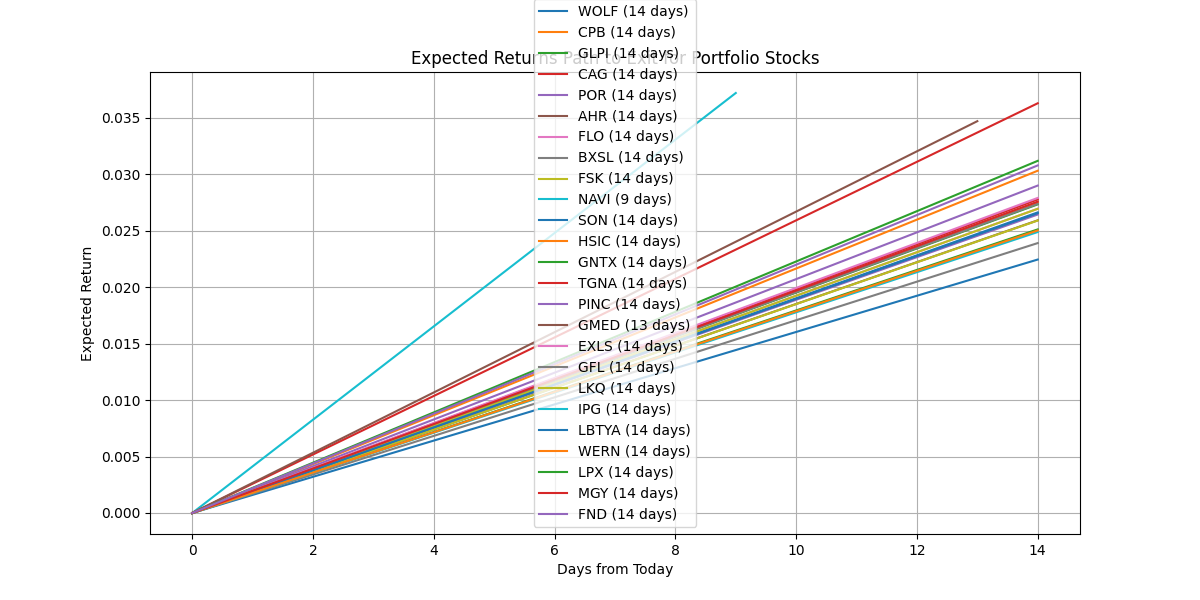 WOLF (14 days)
CPB (14 days)
GLPI (14 days)
Expected Returns Path to Exit for Portfolio Stocks
CAG (14 days)
POR (14 days)
AHR (14 days)
FLO (14 days)
BXSL (14 days)
FSK (14 days)
NAVI (9 days)
SON (14 days)
HSIC (14 days)
GNTX (14 days)
TGNA (14 days)
PINC (14 days)
GMED (13 days)
EXLS (14 days)
GFL (14 days)
LKQ (14 days)
IPG (14 days)
LBTYA (14 days)
WERN (14 days)
LPX (14 days)
MGY (14 days)
FND (14 days)
Expected Return
0.035
0.030
0.025
0.020
0.015
0.010
0.005
0.000
0 2 4 6 8 10 12 14
Days from Today